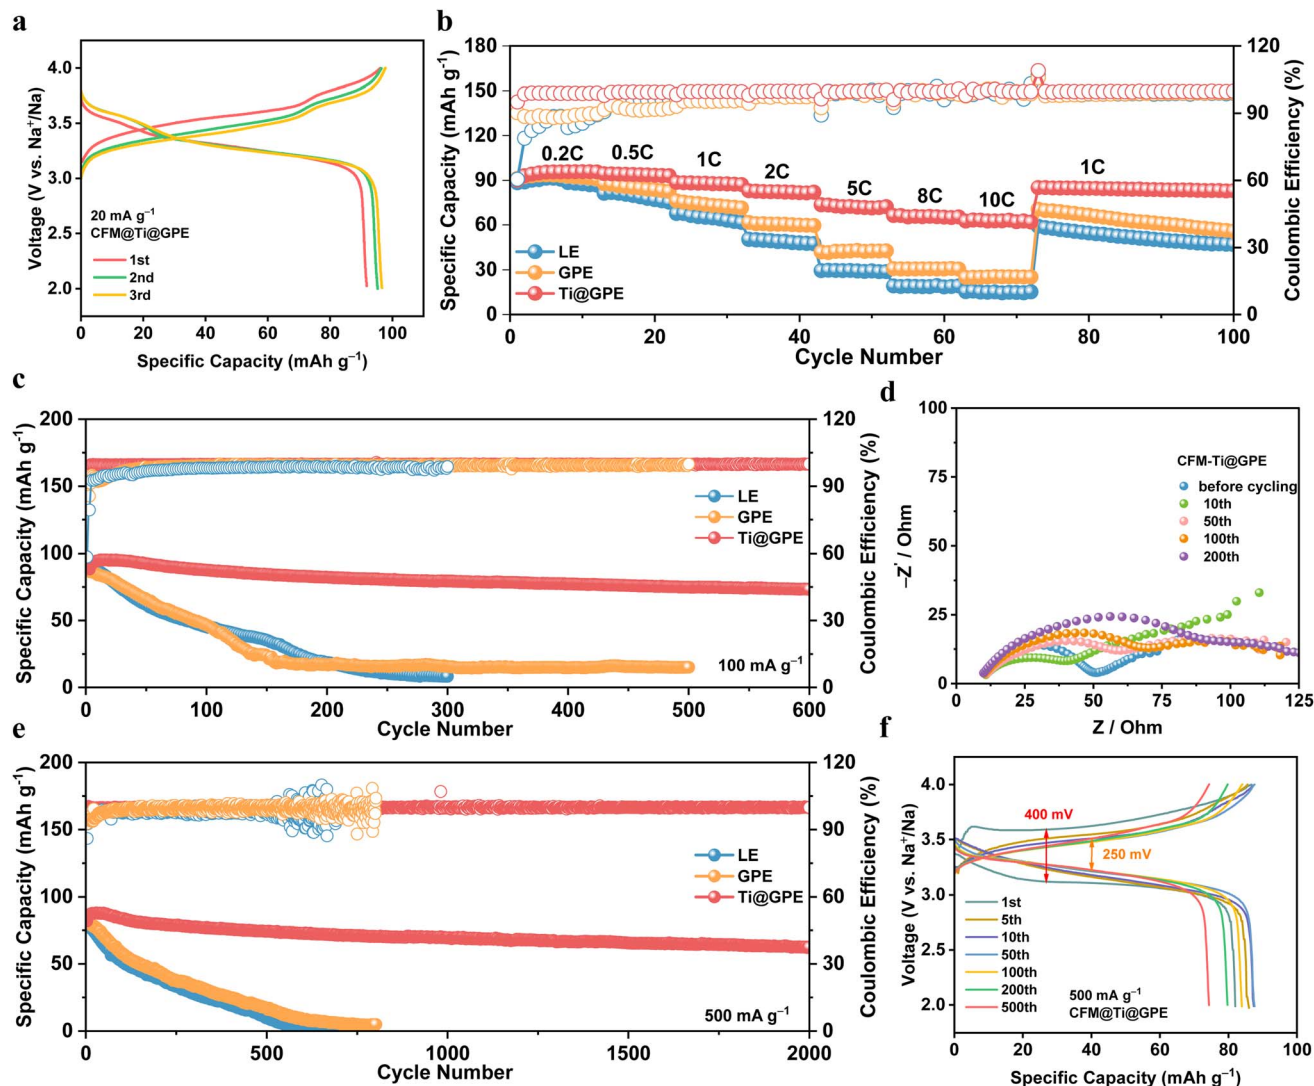 a
Voltage (V vs. Na⁺/Na)
4.0
3.5
3.0
2.5
2.0
20 mA g⁻¹
CFM@Ti@GPE
1st
2nd
3rd
0 20 40 60 80 100
Specific Capacity (mAh g⁻¹)
b
Specific Capacity (mAh g⁻¹)
180
150
120
90
60
30
0
0.2C 0.5C 1C 2C 5C 8C 10C 1C
LE
GPE
Ti@GPE
120
90
60
30
0
Coulombic Efficiency (%)
0 20 40 60 80 100
Cycle Number
c
Specific Capacity (mAh g⁻¹)
200
150
100
50
0
LE
GPE
Ti@GPE
100 mA g⁻¹
120
90
60
30
0
Coulombic Efficiency (%)
0 100 200 300 400 500 600
Cycle Number
d
–Z' / Ohm
100
75
50
25
0
CFM-Ti@GPE
before cycling
10th
50th
100th
200th
0 25 50 75 100 125
Z / Ohm
e
Specific Capacity (mAh g⁻¹)
200
150
100
50
0
LE
GPE
Ti@GPE
500 mA g⁻¹
120
90
60
30
0
Coulombic Efficiency (%)
0 500 1000 1500 2000
Cycle Number
f
Voltage (V vs. Na⁺/Na)
4.0
3.5
3.0
2.5
2.0
400 mV
250 mV
1st
5th
10th
50th
100th
200th
500th
500 mA g⁻¹
CFM@Ti@GPE
0 20 40 60 80 100
Specific Capacity (mAh g⁻¹)